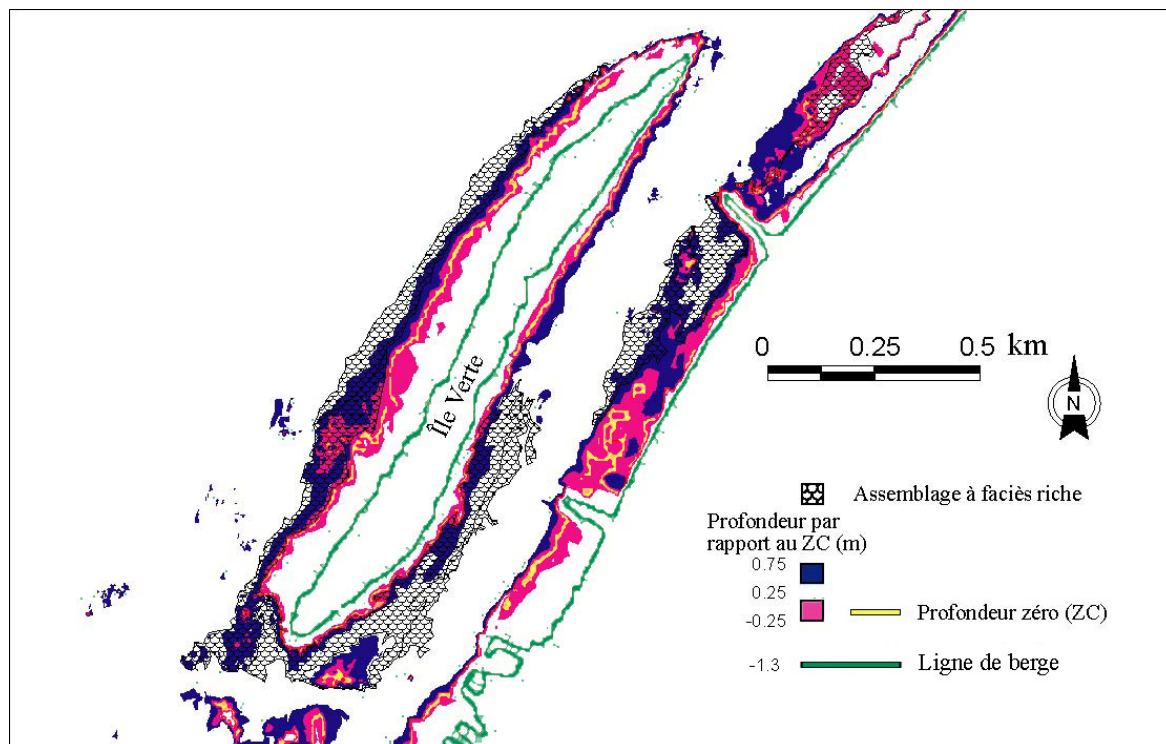 Île Verte
0 0.25 0.5 km
N
Assemblage à faciès riche
Profondeur par
rapport au ZC (m)
0.75
0.25
-0.25 Profondeur zéro (ZC)
-1.3 Ligne de berge